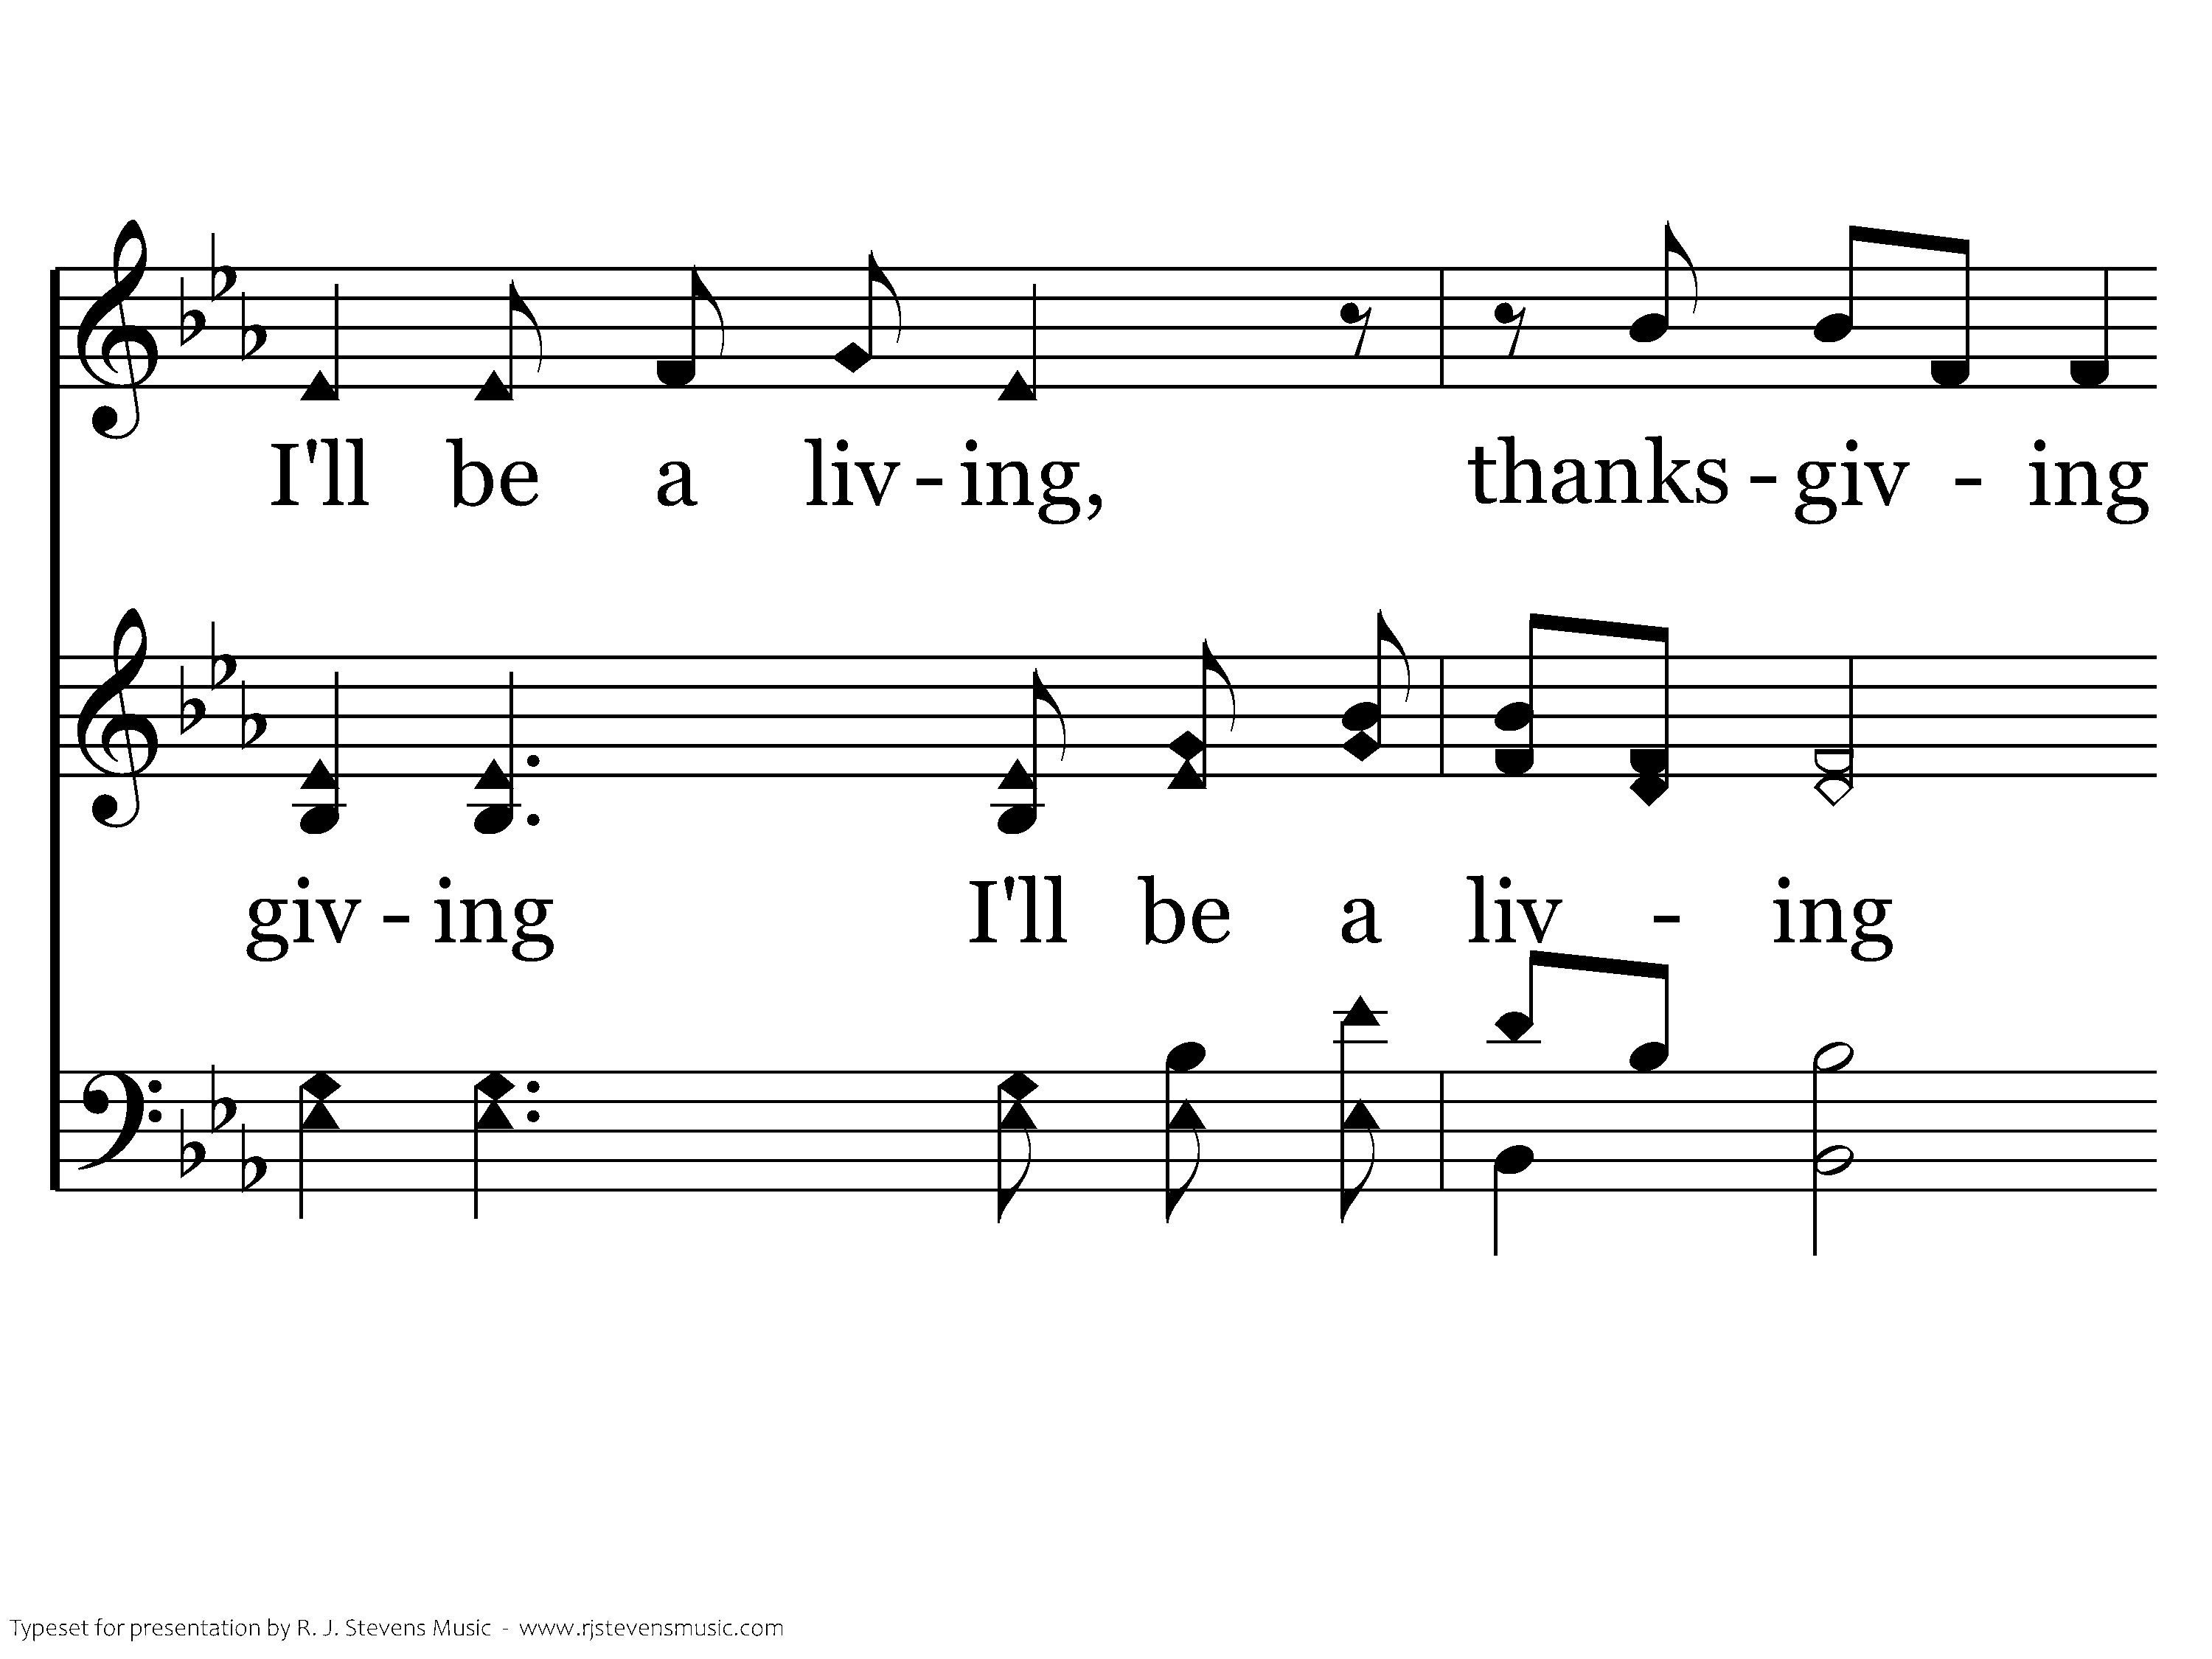 I'll be a liv - ing, thanks - giv - ing
giv - ing I'll be a liv - ing
Typeset for presentation by R. J. Stevens Music - www.rjstevensmusic.com